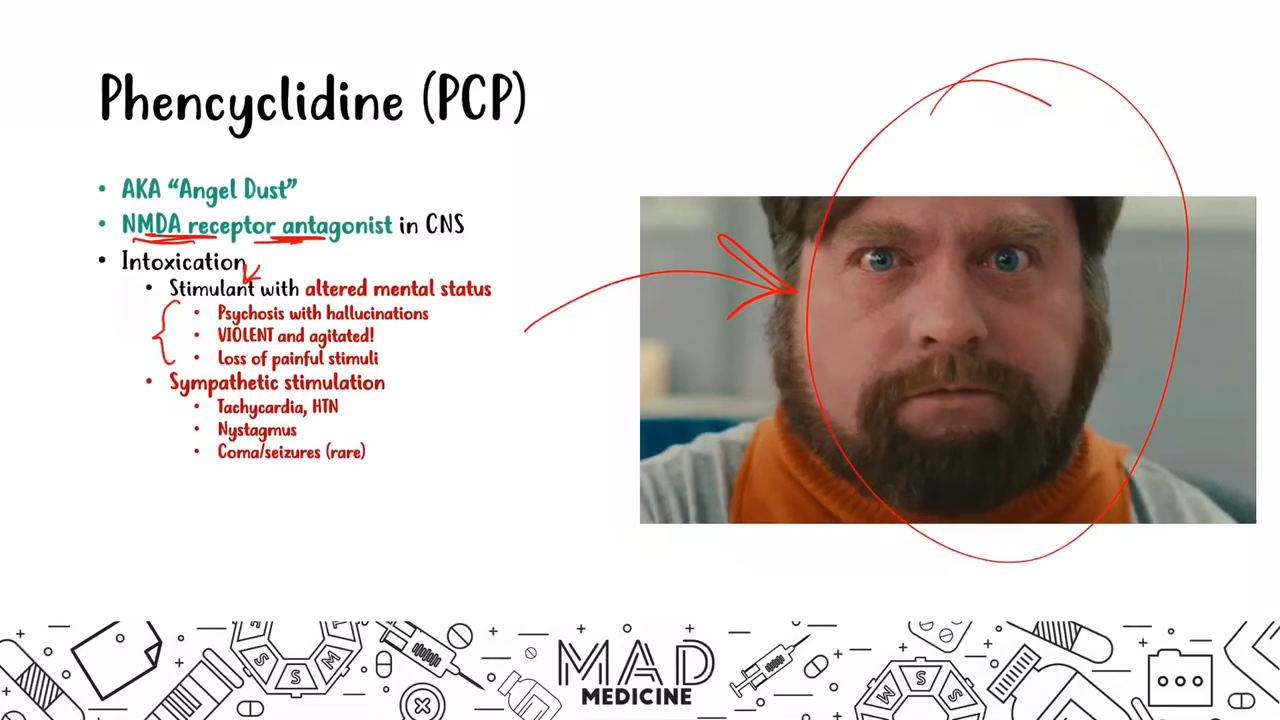 Phencyclidine (PCP)
• AKA “Angel Dust”
• NMDA receptor antagonist in CNS
• Intoxication
• Stimulant with altered mental status
• Psychosis with hallucinations
• VIOLENT and agitated!
• Loss of painful stimuli
• Sympathetic stimulation
• Tachycardia, HTN
• Nystagmus
• Coma/seizures (rare)
S S M
MAD
MEDICINE
M S S